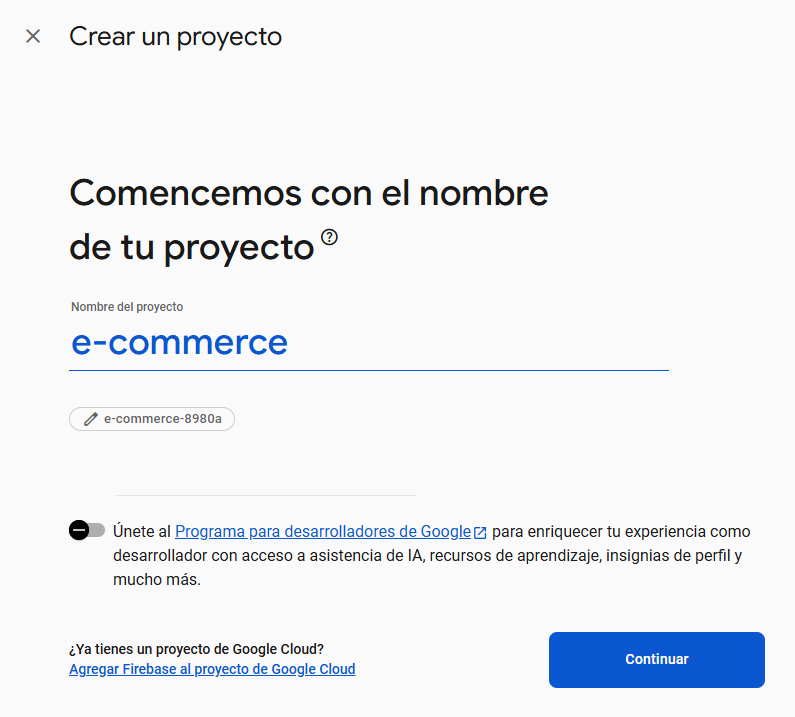 Crear un proyecto
Comencemos con el nombre
de tu proyecto
Nombre del proyecto
e-commerce
e-commerce-8980a
Únete al Programa para desarrolladores de Google para enriquecer tu experiencia como
desarrollador con acceso a asistencia de IA, recursos de aprendizaje, insignias de perfil y
mucho más.
¿Ya tienes un proyecto de Google Cloud?
Agregar Firebase al proyecto de Google Cloud
Continuar